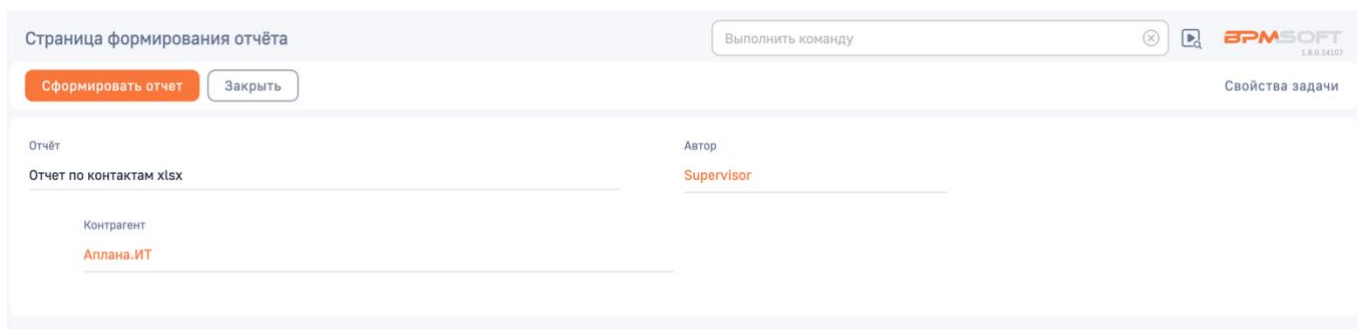 Страница формирования отчёта
Выполнить команду
BPMSOFT
1.6.0.14107
Сформировать отчет
Закрыть
Свойства задачи
Отчёт
Автор
Отчет по контактам xlsx
Supervisor
Контрагент
Аплана.ИТ